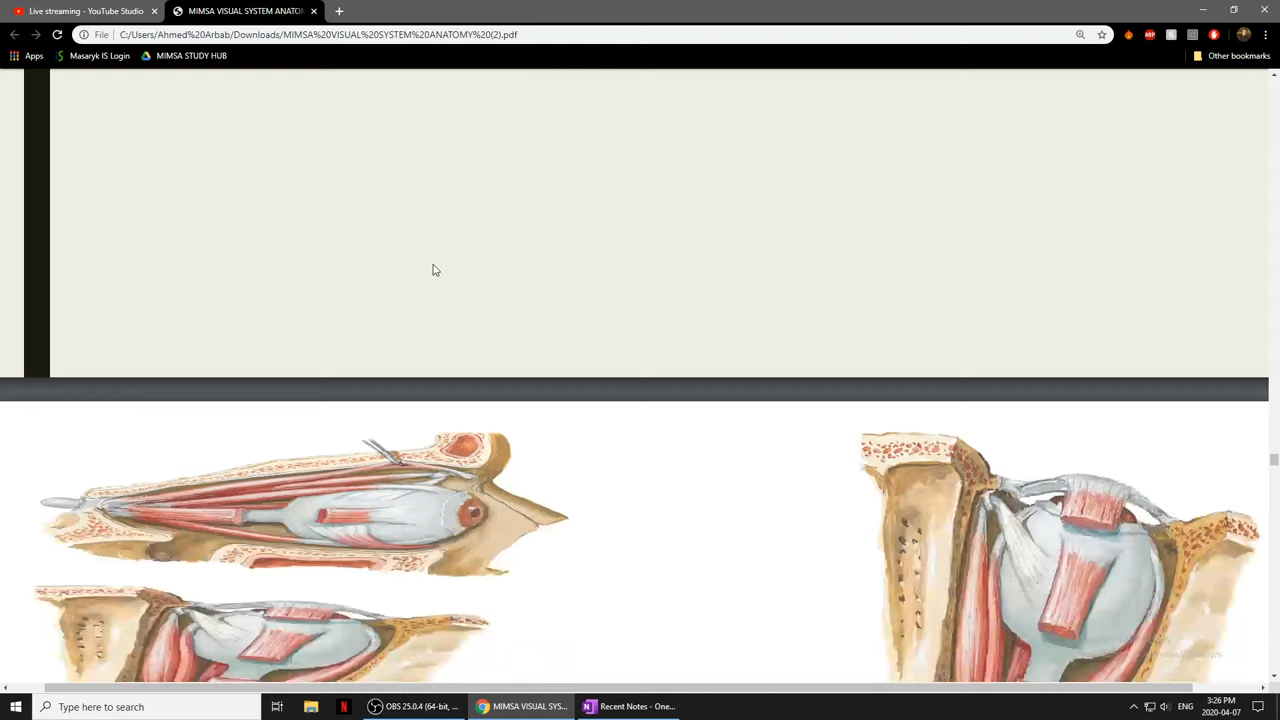 Live streaming - YouTube Studio
MIMSA VISUAL SYSTEM ANATOM
File
C:/Users/Ahmed%20Arbab/Downloads/MIMSA%20VISUAL%20SYSTEM%20ANATOMY%20(2).pdf
ABP
Apps
Masaryk IS Login
MIMSA STUDY HUB
Other bookmarks
Type here to search
OBS 25.0.4 (64-bit, ...
MIMSA VISUAL SYS...
Recent Notes - One...
ENG
3:26 PM
2020-04-07